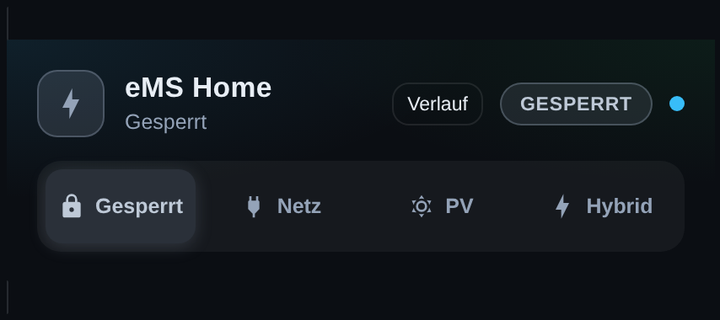 eMS Home
Gesperrt
Verlauf
GESPERRT
Gesperrt
Netz
PV
Hybrid